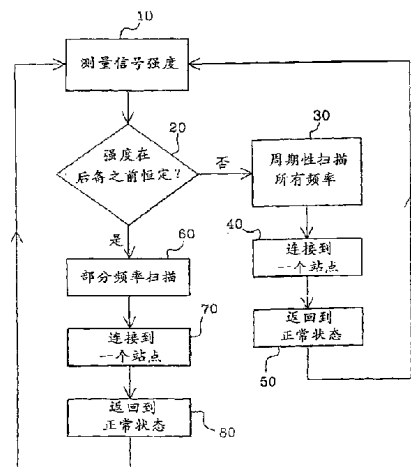 10
测量信号强度
20
强度在
后备之前恒定?
否
30
周期性扫描
所有频率
40
连接到
一个站点
返回到
正常状态
50
是
60
部分频率扫描
70
连接到
一个站点
返回到
正常状态
80